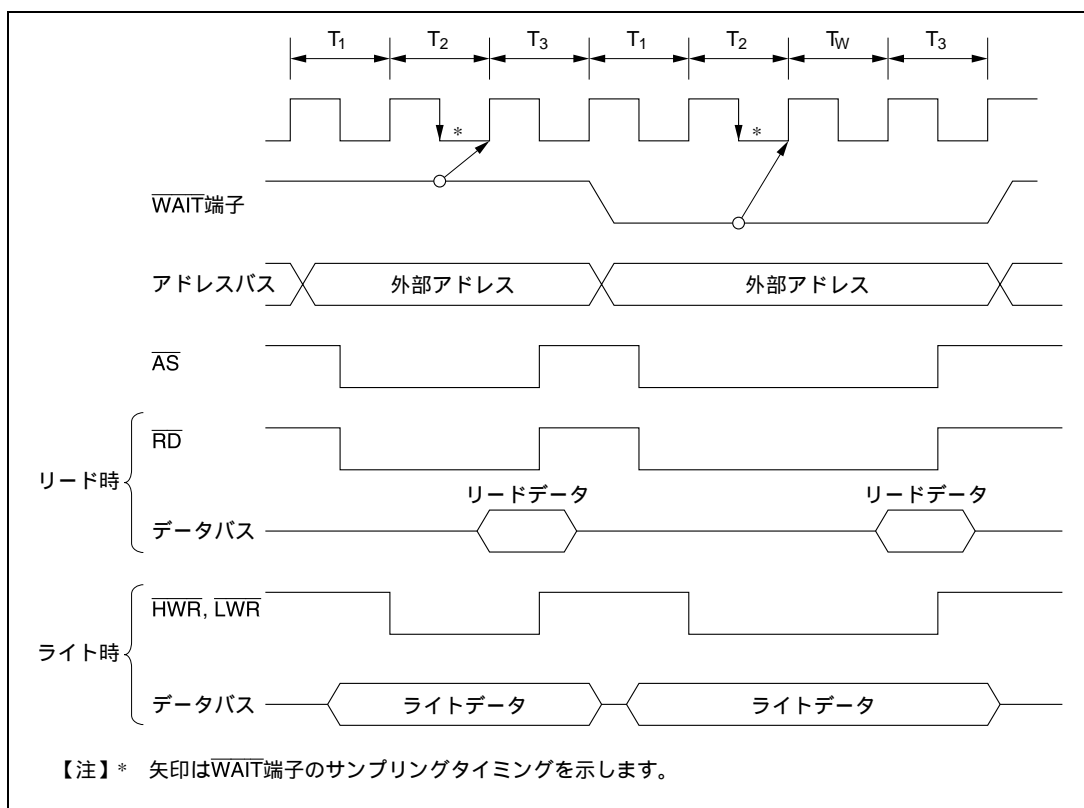 T1 T2 T3 T1 T2 TW T3
* *
WAIT端子
アドレスバス 外部アドレス 外部アドレス
AS
リード時
RD
リードデータ リードデータ
データバス
ライト時
HWR, LWR
データバス ライトデータ ライトデータ
【注】* 矢印はWAIT端子のサンプリングタイミングを示します。